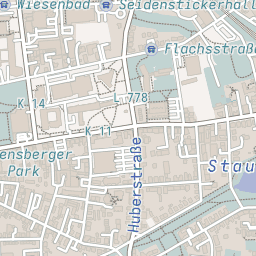 Wiesenbad
Seidenstickerhall
Flachsstraße
K 14
L 778
K 11
ensberger
Park
Stau
Huberstraße